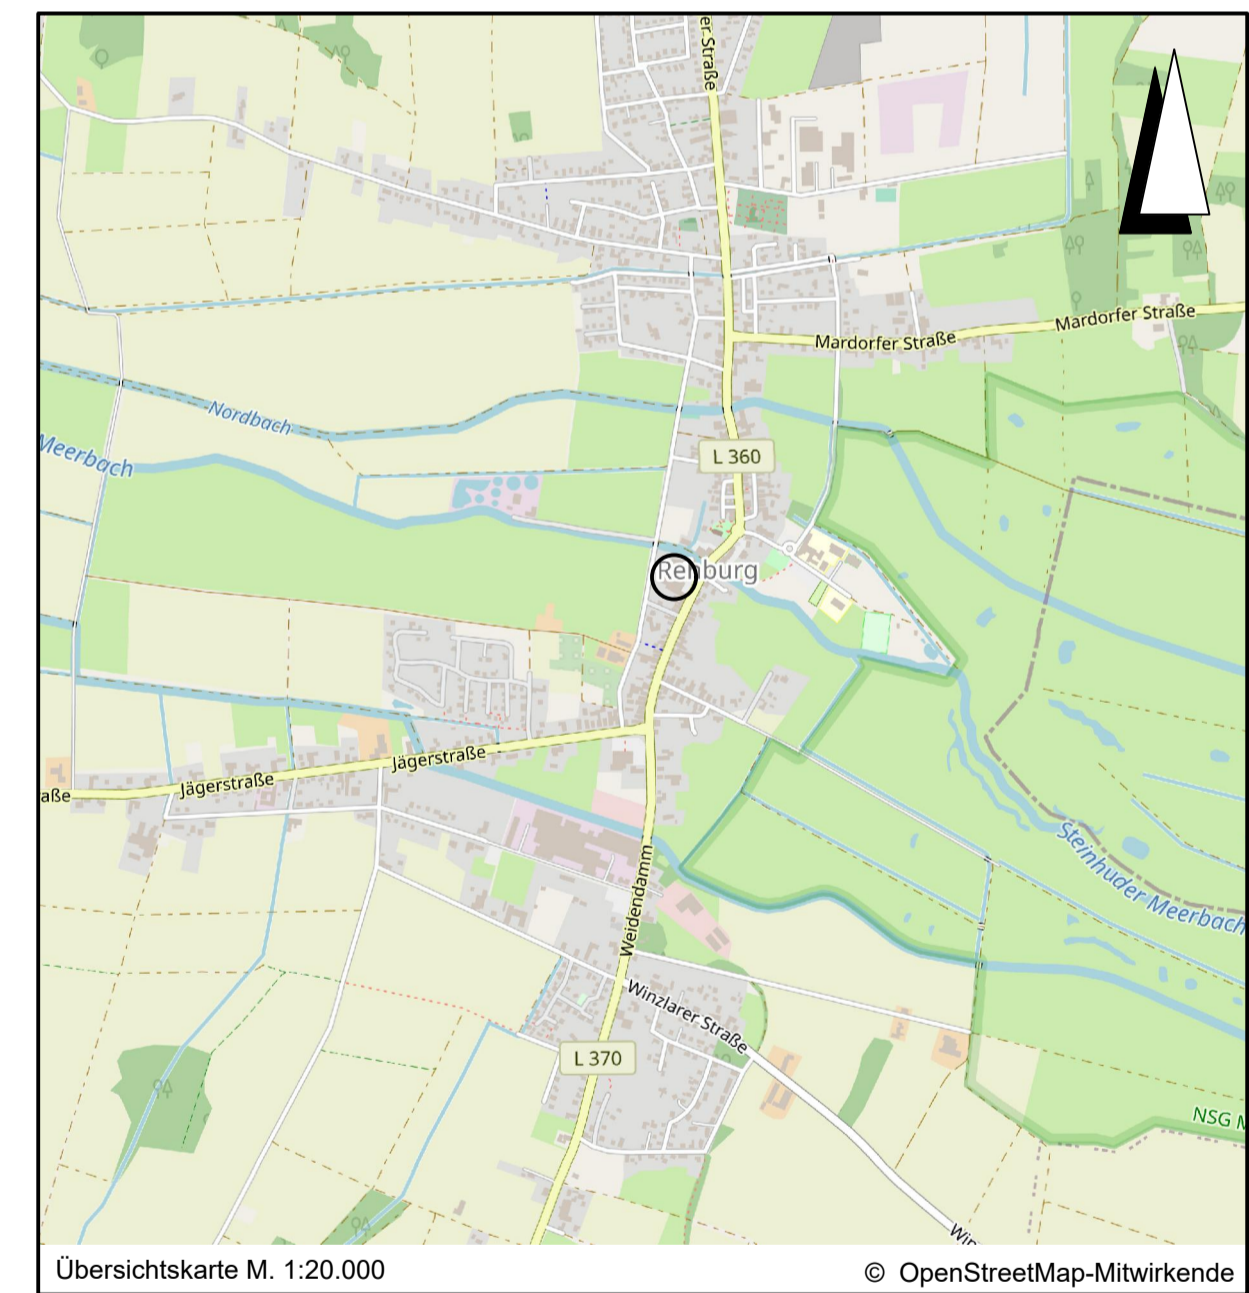 er Straße
Mardorfer Straße
Mardorfer Straße
Nordbach
Meerbach
L 360
Rehburg
Jägerstraße
Jägerstraße
aße
Steinhuder Meerbach
Weidendamm
Winzlarer Straße
L 370
NSG M
Win
Übersichtskarte M. 1:20.000
© OpenStreetMap-Mitwirkende